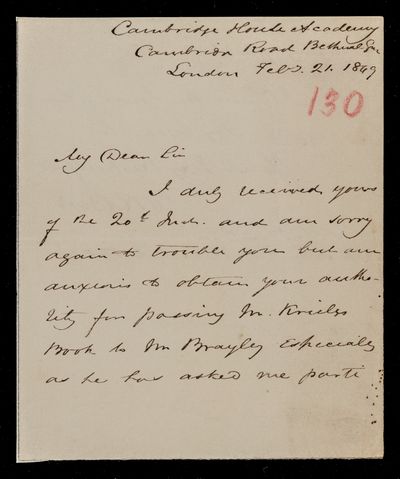 Cambridge House Academy
Cambridge Road Bethnal Gn
London Feby. 21. 1849
130
My Dear Sir
I duly received yours
of the 20th Inst. and am sorry
again to trouble you but am
anxious to obtain your autho-
rity for passing Mr.
Book to Mr Brayley Especially
as he has asked me parti